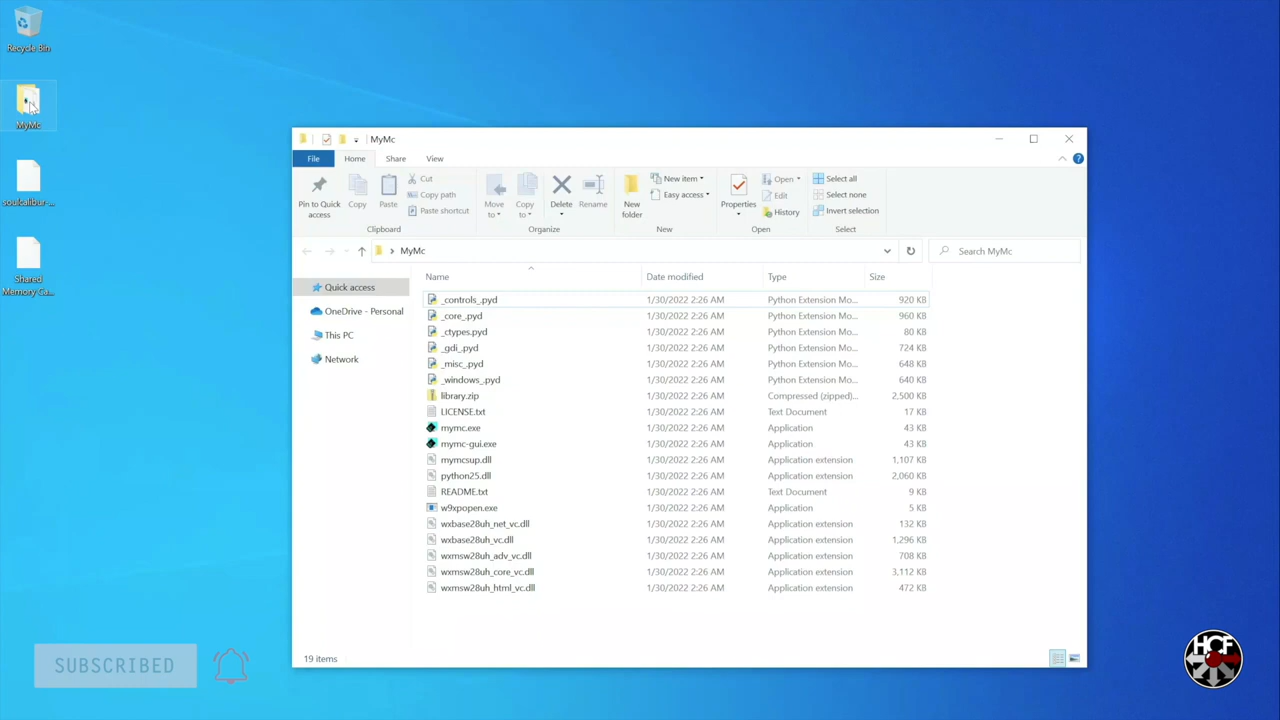 Recycle Bin
MyMc
soulcalibur-...
Shared
Memory Ca...
MyMc
File
Home
Share
View
Pin to Quick
access
Copy
Paste
Cut
Copy path
Paste shortcut
Clipboard
Move
to
Copy
to
Delete
Rename
Organize
New
folder
New item
Easy access
New
Properties
Open
Edit
History
Open
Select all
Select none
Invert selection
Select
MyMc
Search MyMc
Quick access
OneDrive - Personal
This PC
Network
Name Date modified Type Size
_controls_.pyd 1/30/2022 2:26 AM Python Extension Mo... 920 KB
_core_.pyd 1/30/2022 2:26 AM Python Extension Mo... 960 KB
_ctypes.pyd 1/30/2022 2:26 AM Python Extension Mo... 80 KB
_gdi_.pyd 1/30/2022 2:26 AM Python Extension Mo... 724 KB
_misc_.pyd 1/30/2022 2:26 AM Python Extension Mo... 648 KB
_windows_.pyd 1/30/2022 2:26 AM Python Extension Mo... 640 KB
library.zip 1/30/2022 2:26 AM Compressed (zipped)... 2,500 KB
LICENSE.txt 1/30/2022 2:26 AM Text Document 17 KB
mymc.exe 1/30/2022 2:26 AM Application 43 KB
mymc-gui.exe 1/30/2022 2:26 AM Application 43 KB
mymcsup.dll 1/30/2022 2:26 AM Application extension 1,107 KB
python25.dll 1/30/2022 2:26 AM Application extension 2,060 KB
README.txt 1/30/2022 2:26 AM Text Document 9 KB
w9xpopen.exe 1/30/2022 2:26 AM Application 5 KB
wxbase28uh_net_vc.dll 1/30/2022 2:26 AM Application extension 132 KB
wxbase28uh_vc.dll 1/30/2022 2:26 AM Application extension 1,296 KB
wxmsw28uh_adv_vc.dll 1/30/2022 2:26 AM Application extension 708 KB
wxmsw28uh_core_vc.dll 1/30/2022 2:26 AM Application extension 3,112 KB
wxmsw28uh_html_vc.dll 1/30/2022 2:26 AM Application extension 472 KB
19 items
SUBSCRIBED
HCF